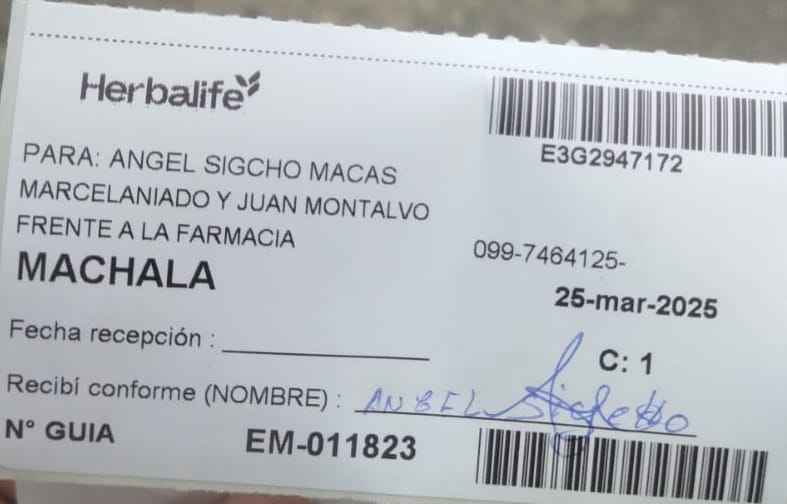 Herbalife
E3G2947172
PARA: ANGEL SIGCHO MACAS
MARCELANIADO Y JUAN MONTALVO
FRENTE A LA FARMACIA
099-7464125-
MACHALA
25-mar-2025
Fecha recepción :
C: 1
Recibí conforme (NOMBRE) : ANGEL Sigcho
N° GUIA EM-011823